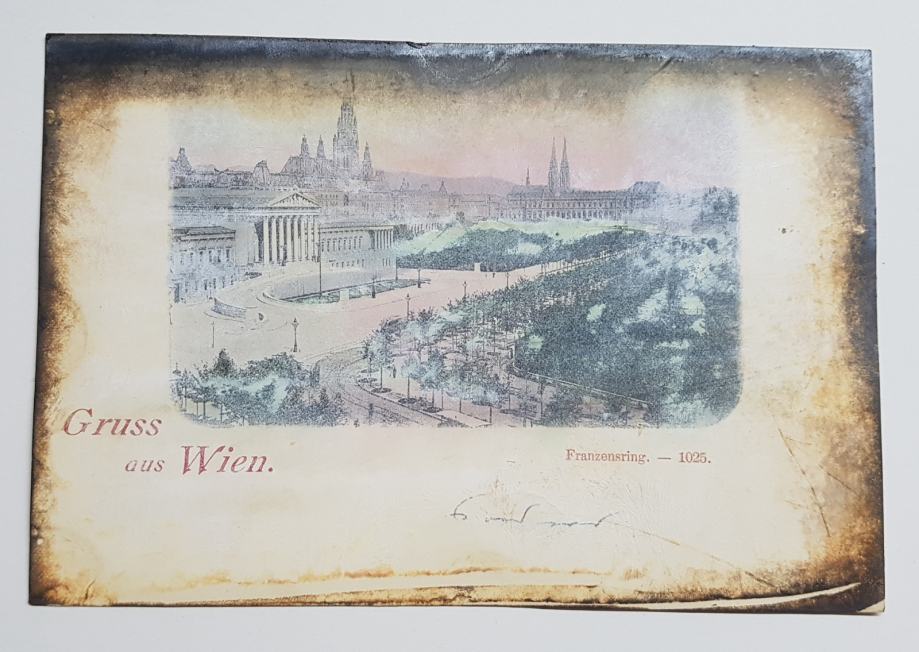 Gruss
aus Wien.
Franzensring. — 1025.